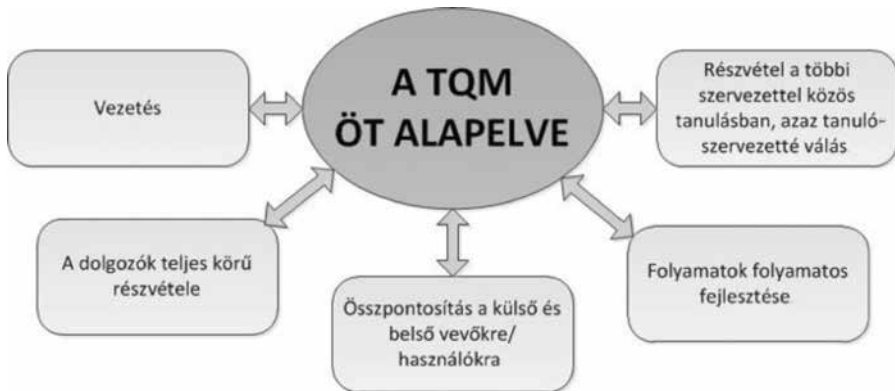 A TQM
ÖT ALAPELVE
Vezetés
Részvétel a többi
szervezettel közös
tanulásban, azaz tanuló-
szervezetté válás
A dolgozók teljes körű
részvétele
Összpontosítás a külső és
belső vevőkre/
használókra
Folyamatok folyamatos
fejlesztése